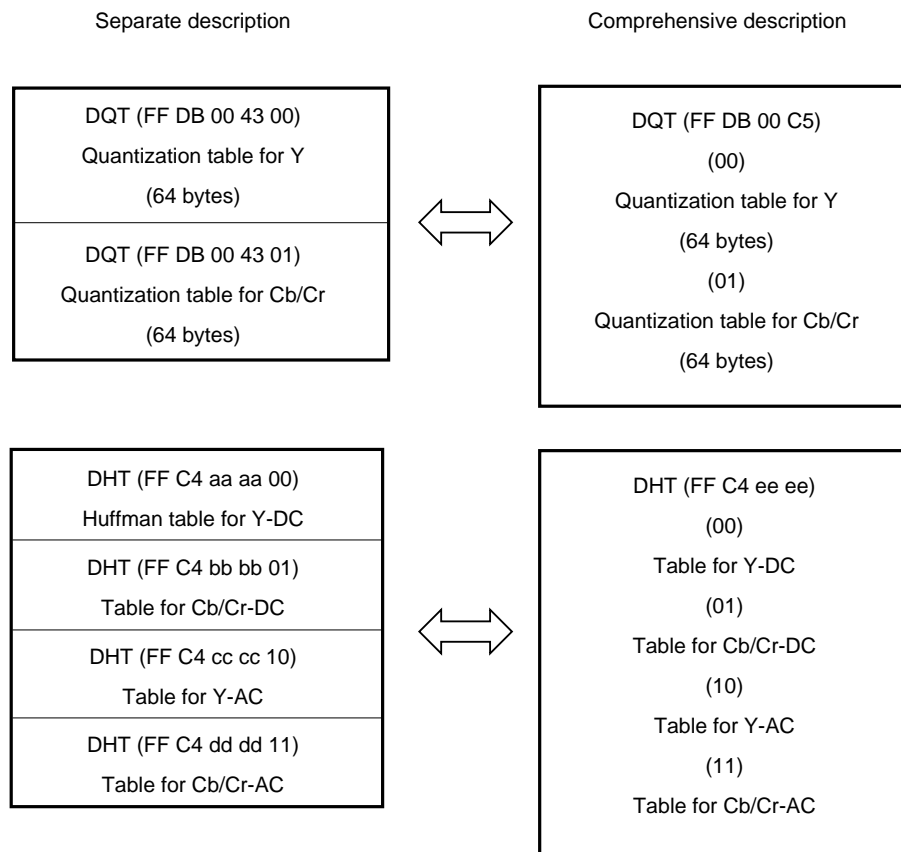 Separate description
Comprehensive description
DQT (FF DB 00 43 00)
Quantization table for Y
(64 bytes)
DQT (FF DB 00 43 01)
Quantization table for Cb/Cr
(64 bytes)
DQT (FF DB 00 C5)
(00)
Quantization table for Y
(64 bytes)
(01)
Quantization table for Cb/Cr
(64 bytes)
DHT (FF C4 aa aa 00)
Huffman table for Y-DC
DHT (FF C4 bb bb 01)
Table for Cb/Cr-DC
DHT (FF C4 cc cc 10)
Table for Y-AC
DHT (FF C4 dd dd 11)
Table for Cb/Cr-AC
DHT (FF C4 ee ee)
(00)
Table for Y-DC
(01)
Table for Cb/Cr-DC
(10)
Table for Y-AC
(11)
Table for Cb/Cr-AC